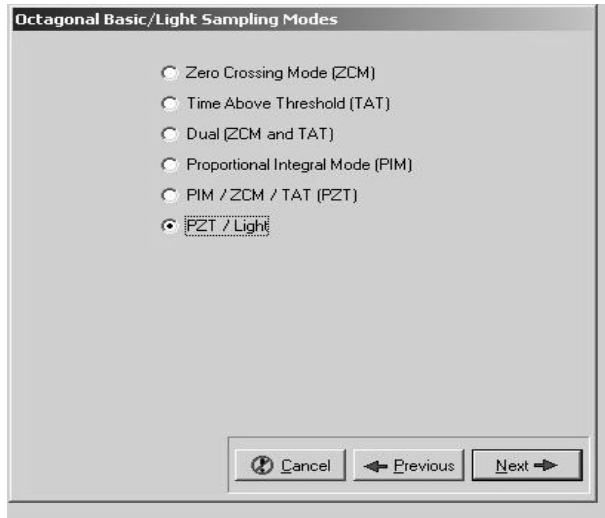 Octagonal Basic/Light Sampling Modes
Zero Crossing Mode (ZCM)
Time Above Threshold (TAT)
Dual (ZCM and TAT)
Proportional Integral Mode (PIM)
PIM / ZCM / TAT (PZT)
PZT / Light
Cancel Previous Next